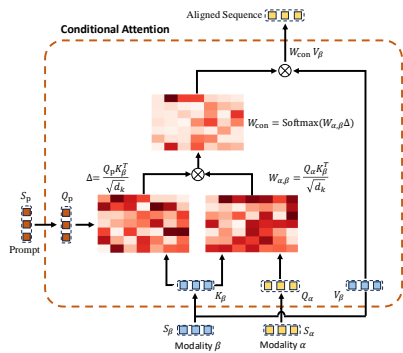 Aligned Sequence
Conditional Attention
W_con V_β
⊗
W_con = Softmax(W_α,β Δ)
Δ = Q_p K_β^T / √d_k
⊗
W_α,β = Q_α K_β^T / √d_k
S_p
Q_p
Prompt
K_β
Q_α
V_β
S_β
S_α
Modality β
Modality α